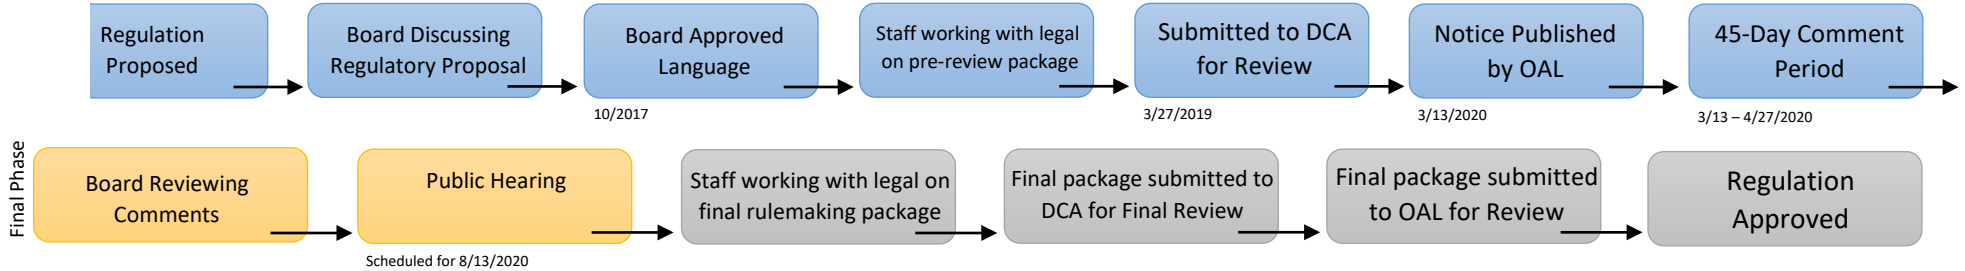 Regulation
Proposed
Board Discussing
Regulatory Proposal
Board Approved
Language
10/2017
Staff working with legal
on pre-review package
Submitted to DCA
for Review
3/27/2019
Notice Published
by OAL
3/13/2020
45-Day Comment
Period
3/13 – 4/27/2020
Final Phase
Board Reviewing
Comments
Public Hearing
Scheduled for 8/13/2020
Staff working with legal on
final rulemaking package
Final package submitted to
DCA for Final Review
Final package submitted
to OAL for Review
Regulation
Approved